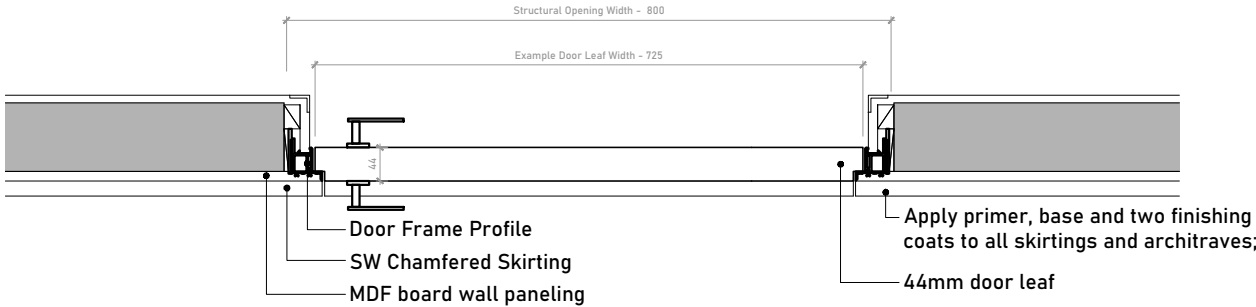 Structural Opening Width - 800
Example Door Leaf Width - 725
44
Door Frame Profile
SW Chamfered Skirting
MDF board wall paneling
Apply primer, base and two finishing
coats to all skirtings and architraves;
44mm door leaf